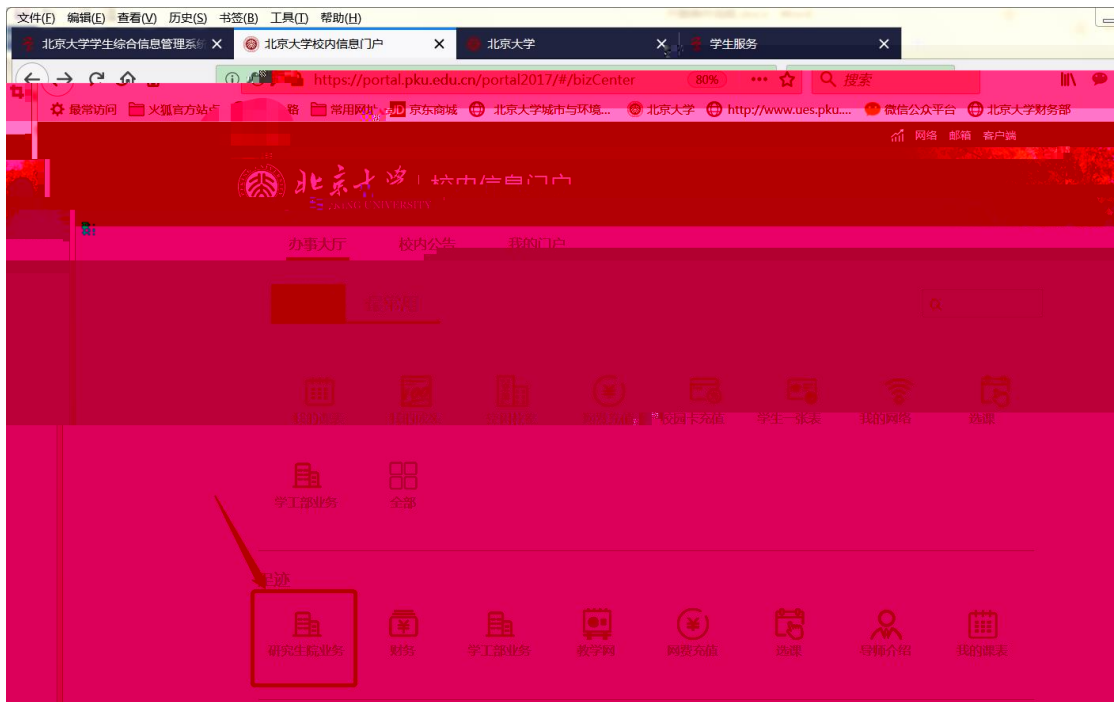 文件(F) 编辑(E) 查看(V) 历史(S) 书签(B) 工具(T) 帮助(H)
北京大学学生综合信息管理系统 北京大学校内信息门户 北京大学 学生服务
https://portal.pku.edu.cn/portal2017/#/bizCenter 80% 搜索
最常访问 火狐官方站点 常用网址 JD 京东商城 北京大学城市与环境... 北京大学 http://www.ues.pku.... 微信公众平台 北京大学财务部
网络 邮箱 客户端
北京大学 校内信息门户
办事大厅 校内公告 我的门户
校园卡充值 学生一张表 我的网络 选课
学工部业务 全部
足迹
研究生院业务 财务 学工部业务 教学网 网费充值 选课 导师介绍 我的课表